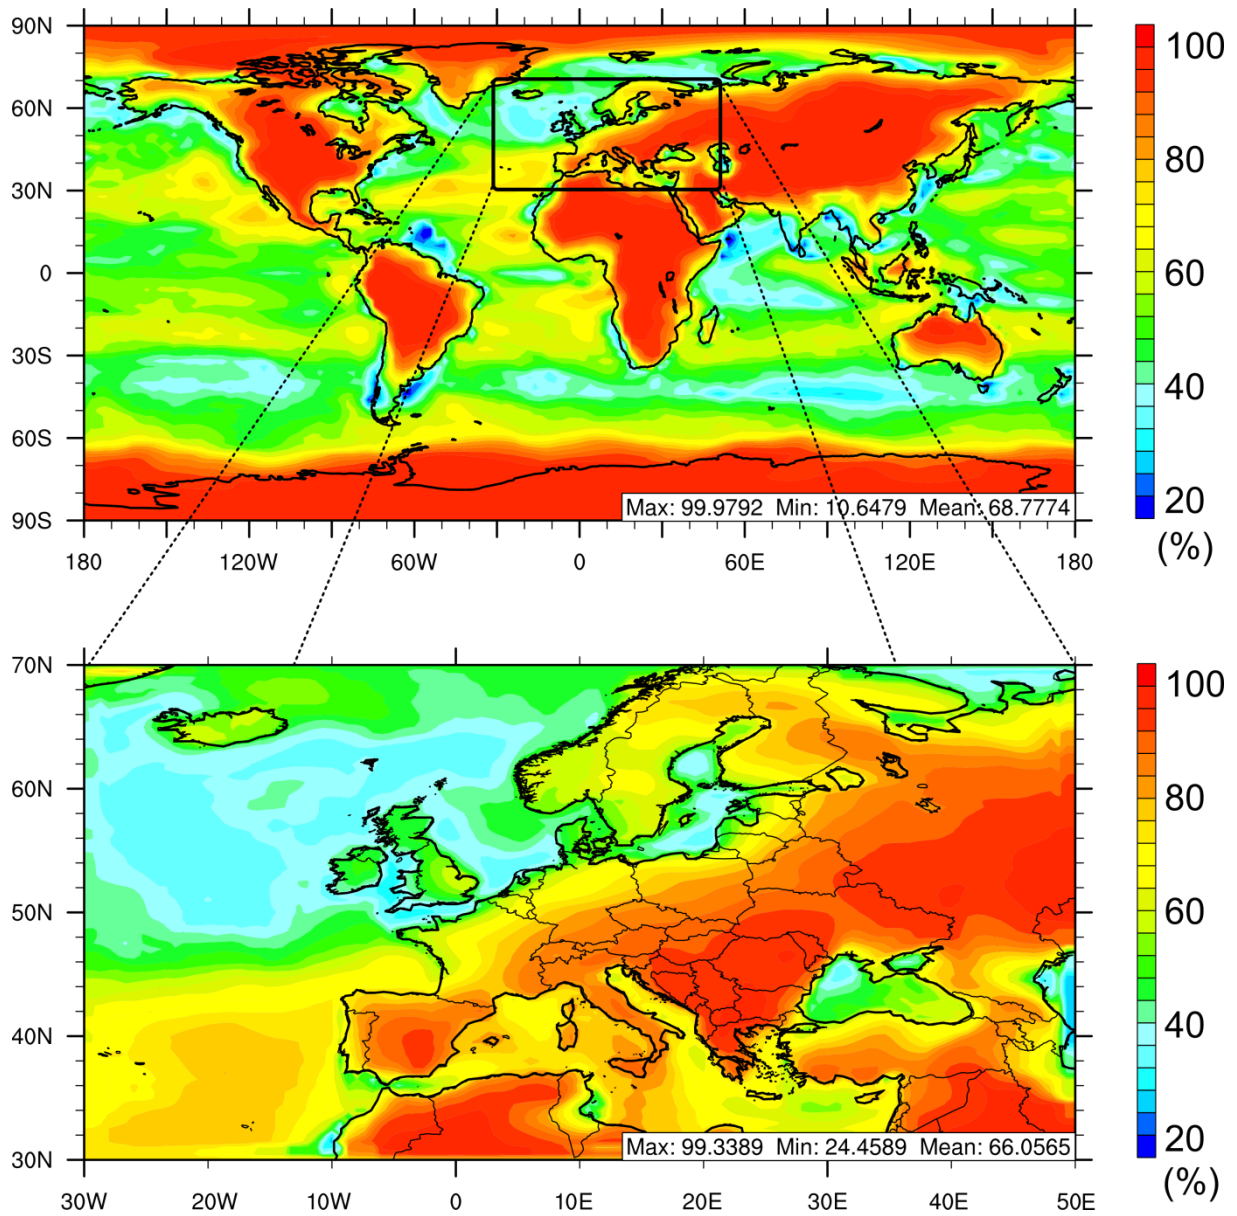 90N
60N
30N
0
30S
60S
90S
180 120W 60W 0 60E 120E 180
Max: 99.9792 Min: 10.6479 Mean: 68.7774
100
80
60
40
20
(%)
70N
60N
50N
40N
30N
30W 20W 10W 0 10E 20E 30E 40E 50E
Max: 99.3389 Min: 24.4589 Mean: 66.0565
100
80
60
40
20
(%)